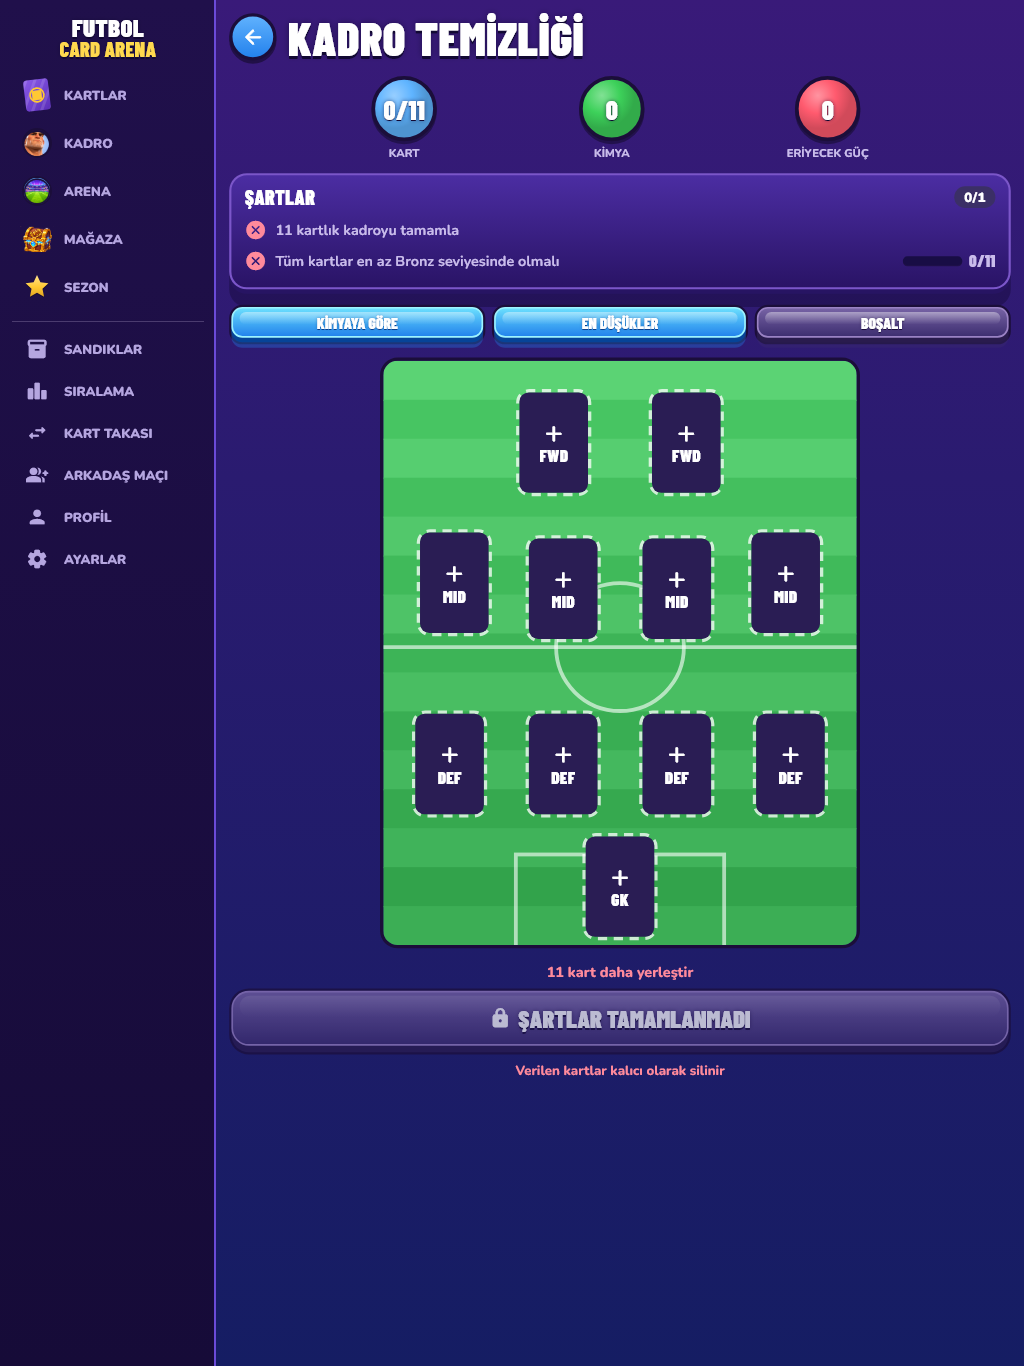 FUTBOL
CARD ARENA
KARTLAR
KADRO
ARENA
MAĞAZA
SEZON
SANDIKLAR
SIRALAMA
KART TAKASI
ARKADAŞ MAÇI
PROFİL
AYARLAR
KADRO TEMİZLİĞİ
0/11
KART
0
KİMYA
0
ERİYECEK GÜÇ
ŞARTLAR
0/1
11 kartlık kadroyu tamamla
Tüm kartlar en az Bronz seviyesinde olmalı
0/11
KİMYAYA GÖRE
EN DÜŞÜKLER
BOŞALT
FWD
FWD
MID
MID
MID
MID
DEF
DEF
DEF
DEF
GK
11 kart daha yerleştir
ŞARTLAR TAMAMLANMADI
Verilen kartlar kalıcı olarak silinir